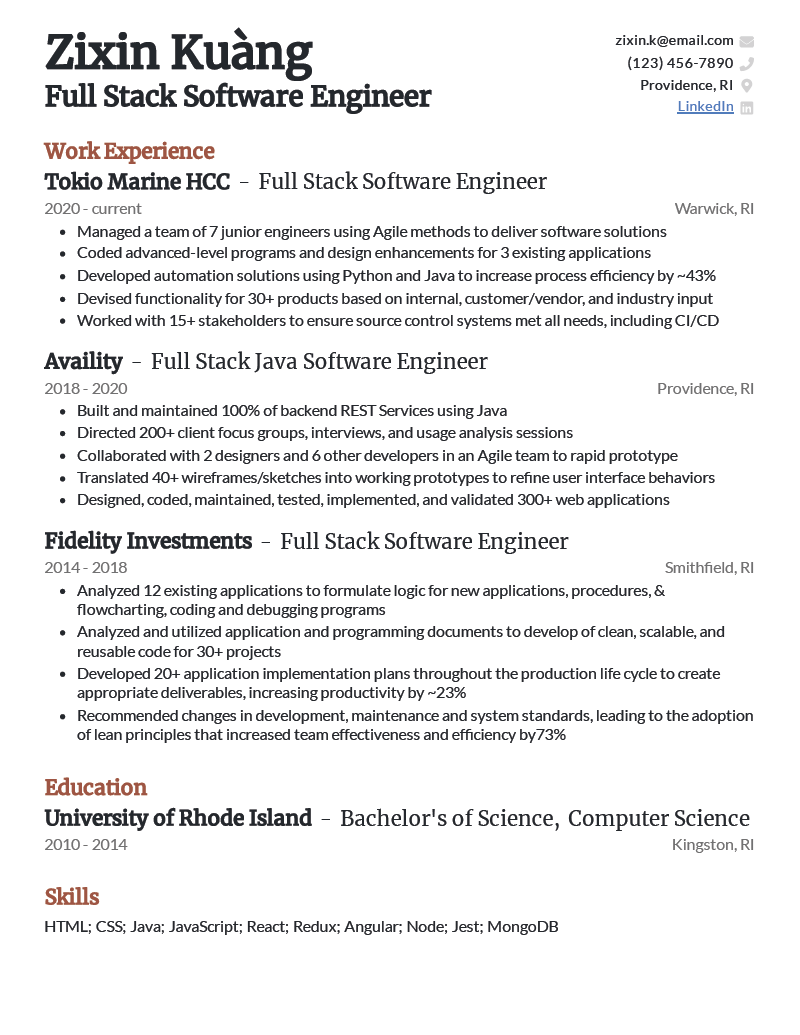 Zixin Kuàng
Full Stack Software Engineer
zixin.k@email.com
(123) 456-7890
Providence, RI
LinkedIn
Work Experience
Tokio Marine HCC - Full Stack Software Engineer
2020 - current Warwick, RI
• Managed a team of 7 junior engineers using Agile methods to deliver software solutions
• Coded advanced-level programs and design enhancements for 3 existing applications
• Developed automation solutions using Python and Java to increase process efficiency by ~43%
• Devised functionality for 30+ products based on internal, customer/vendor, and industry input
• Worked with 15+ stakeholders to ensure source control systems met all needs, including CI/CD
Availity - Full Stack Java Software Engineer
2018 - 2020 Providence, RI
• Built and maintained 100% of backend REST Services using Java
• Directed 200+ client focus groups, interviews, and usage analysis sessions
• Collaborated with 2 designers and 6 other developers in an Agile team to rapid prototype
• Translated 40+ wireframes/sketches into working prototypes to refine user interface behaviors
• Designed, coded, maintained, tested, implemented, and validated 300+ web applications
Fidelity Investments - Full Stack Software Engineer
2014 - 2018 Smithfield, RI
• Analyzed 12 existing applications to formulate logic for new applications, procedures, &
flowcharting, coding and debugging programs
• Analyzed and utilized application and programming documents to develop of clean, scalable, and
reusable code for 30+ projects
• Developed 20+ application implementation plans throughout the production life cycle to create
appropriate deliverables, increasing productivity by ~23%
• Recommended changes in development, maintenance and system standards, leading to the adoption
of lean principles that increased team effectiveness and efficiency by73%
Education
University of Rhode Island - Bachelor's of Science, Computer Science
2010 - 2014 Kingston, RI
Skills
HTML; CSS; Java; JavaScript; React; Redux; Angular; Node; Jest; MongoDB